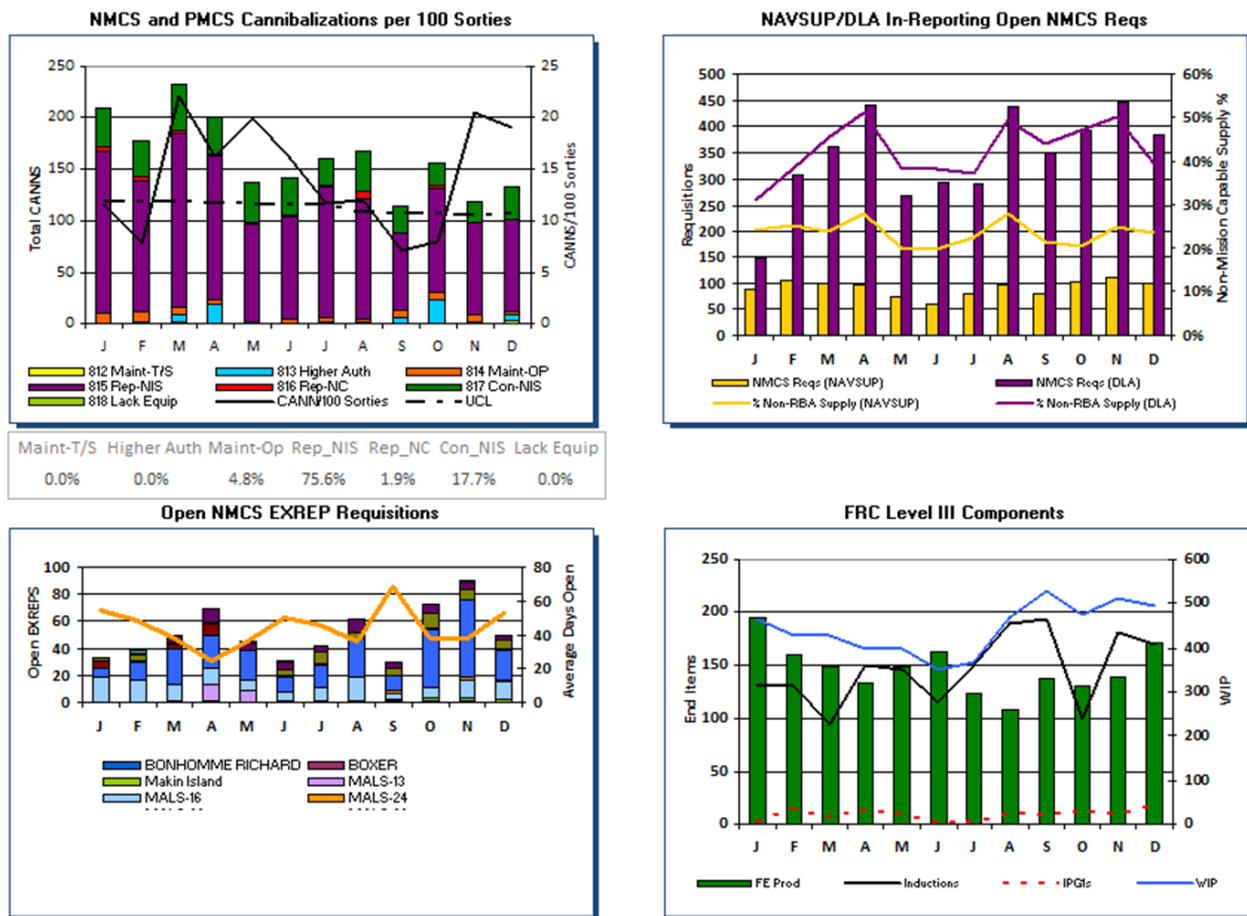 NMCS and PMCS Cannibalizations per 100 Sorties
Total CANNS
250
200
150
100
50
0
25
20
15
10
5
0
CANNS/100 Sorties
J F M A M J J A S O N D
812 Maint-T/S 813 Higher Auth 814 Maint-OP
815 Rep-NIS 816 Rep-NC 817 Con-NIS
818 Lack Equip CANN/100 Sorties UCL
Maint-T/S Higher Auth Maint-Op Rep_NIS Rep_NC Con_NIS Lack Equip
0.0% 0.0% 4.8% 75.6% 1.9% 17.7% 0.0%
NAVSUP/DLA In-Reporting Open NMCS Reqs
Requisitions
500
450
400
350
300
250
200
150
100
50
0
60%
50%
40%
30%
20%
10%
0%
Non-Mission Capable Supply %
J F M A M J J A S O N D
NMCS Reqs (NAVSUP) NMCS Reqs (DLA)
% Non-RBA Supply (NAVSUP) % Non-RBA Supply (DLA)
Open NMCS EXREP Requisitions
Open EXREPS
100
80
60
40
20
0
80
60
40
20
0
Average Days Open
J F M A M J J A S O N D
BONHOMME RICHARD BOXER
Makin Island MALS-13
MALS-16 MALS-24
FRC Level III Components
End Items
250
200
150
100
50
0
600
500
400
300
200
100
0
WIP
J F M A M J J A S O N D
FE Prod Inductions IPG1s WIP